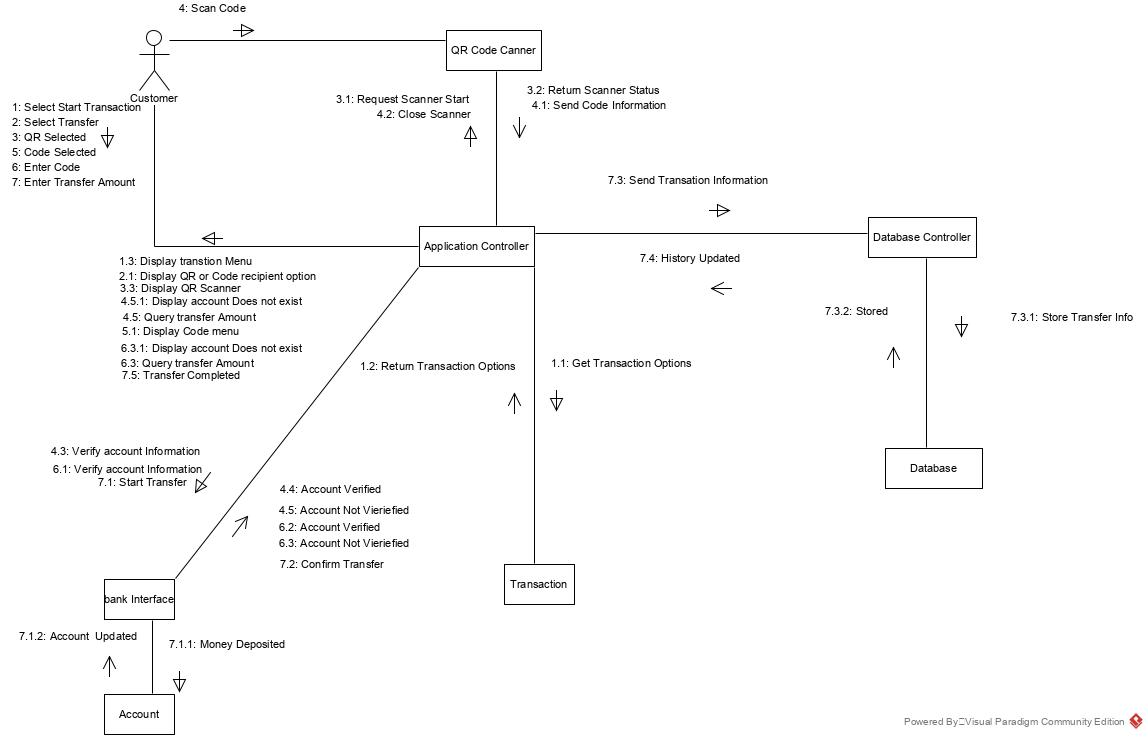 4: Scan Code
QR Code Canner
Customer
1: Select Start Transaction
2: Select Transfer
3: QR Selected
5: Code Selected
6: Enter Code
7: Enter Transfer Amount
3.1: Request Scanner Start
4.2: Close Scanner
3.2: Return Scanner Status
4.1: Send Code Information
7.3: Send Transation Information
Application Controller
Database Controller
7.4: History Updated
1.3: Display transtion Menu
2.1: Display QR or Code recipient option
3.3: Display QR Scanner
4.5.1: Display account Does not exist
4.5: Query transfer Amount
5.1: Display Code menu
6.3.1: Display account Does not exist
6.3: Query transfer Amount
7.5: Transfer Completed
7.3.2: Stored
7.3.1: Store Transfer Info
1.2: Return Transaction Options
1.1: Get Transaction Options
4.3: Verify account Information
6.1: Verify account Information
7.1: Start Transfer
Database
4.4: Account Verified
4.5: Account Not Vieriefied
6.2: Account Verified
6.3: Account Not Vieriefied
7.2: Confirm Transfer
Transaction
bank Interface
7.1.2: Account Updated
7.1.1: Money Deposited
Account
Powered By Visual Paradigm Community Edition